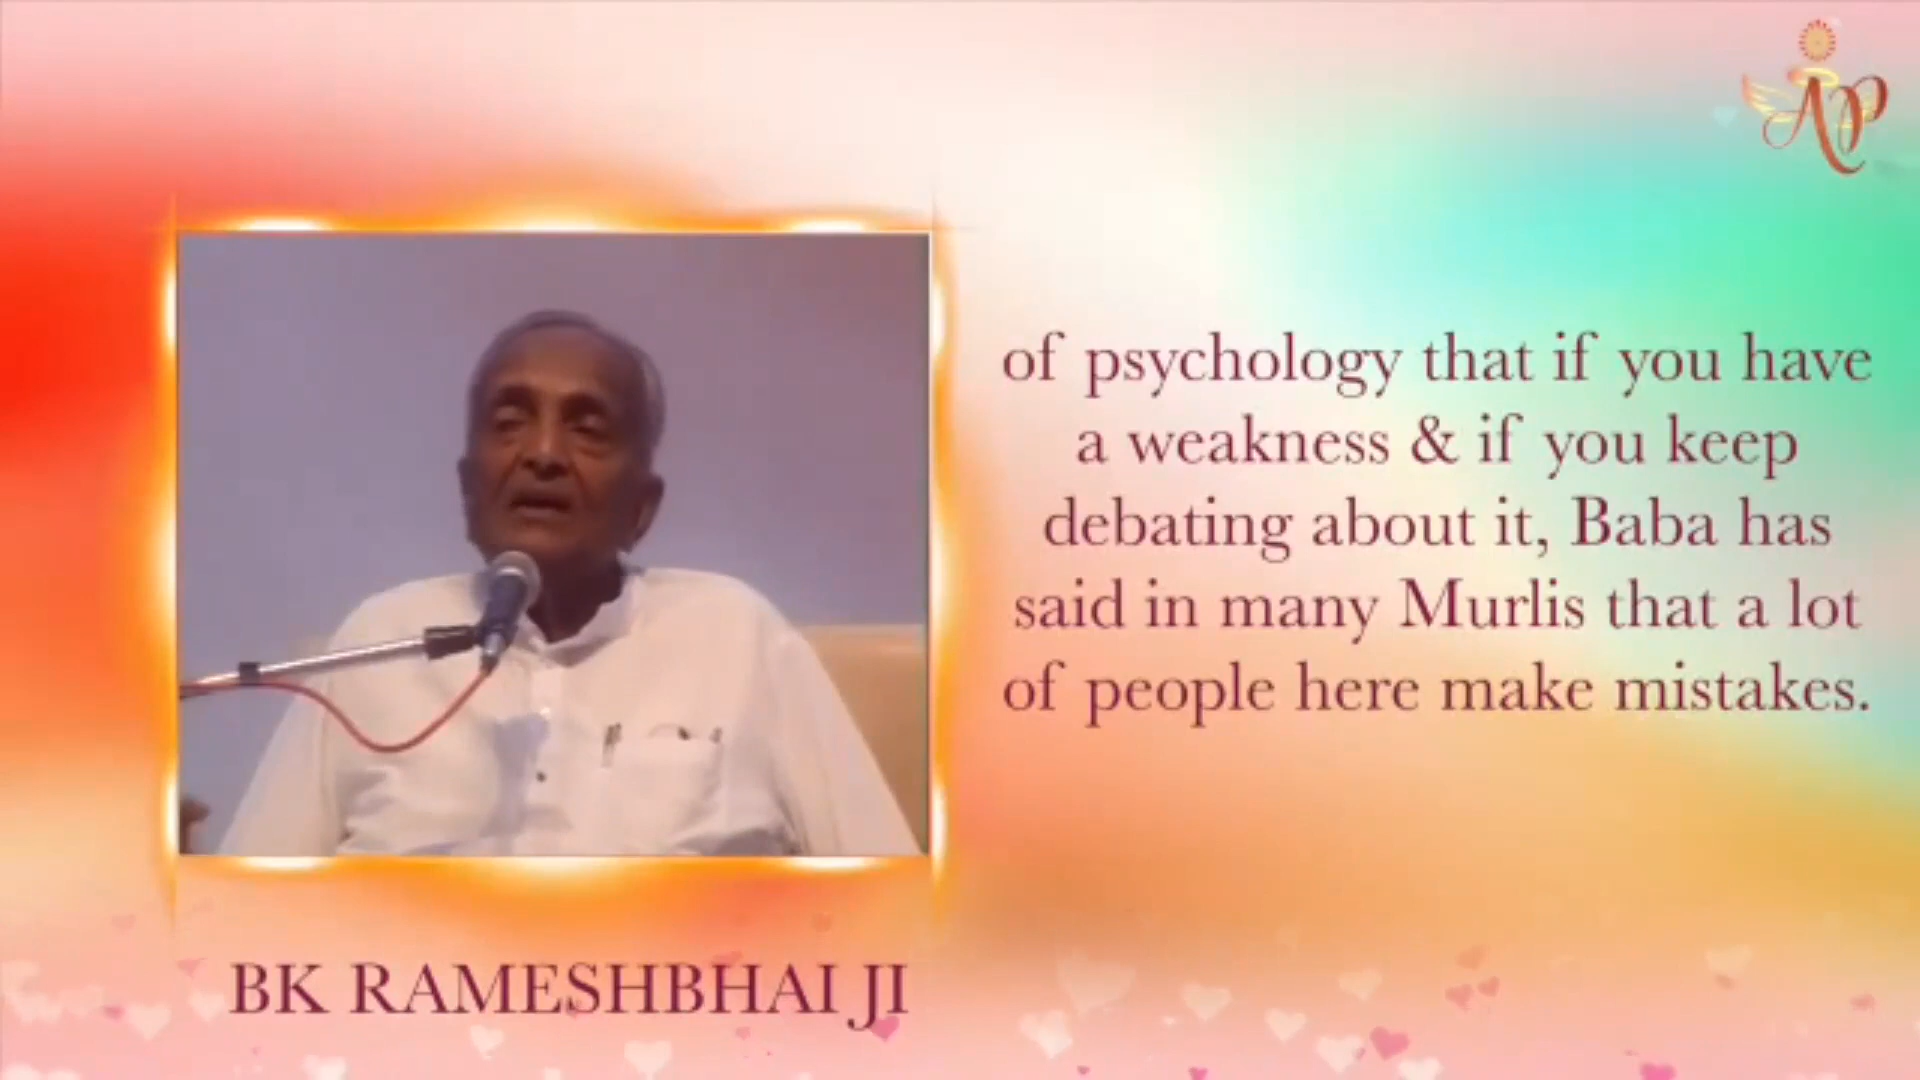 AP
of psychology that if you have
a weakness & if you keep
debating about it, Baba has
said in many Murlis that a lot
of people here make mistakes.
BK RAMESHBHAI JI